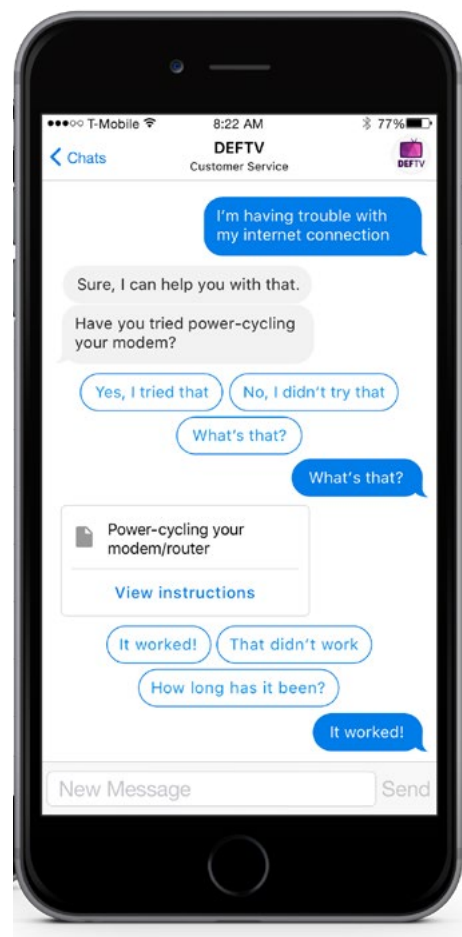 T-Mobile 8:22 AM 77%
Chats DEFTV
Customer Service
DEFTV
I'm having trouble with
my internet connection
Sure, I can help you with that.
Have you tried power-cycling
your modem?
Yes, I tried that No, I didn't try that
What's that?
What's that?
Power-cycling your
modem/router
View instructions
It worked! That didn't work
How long has it been?
It worked!
New Message Send